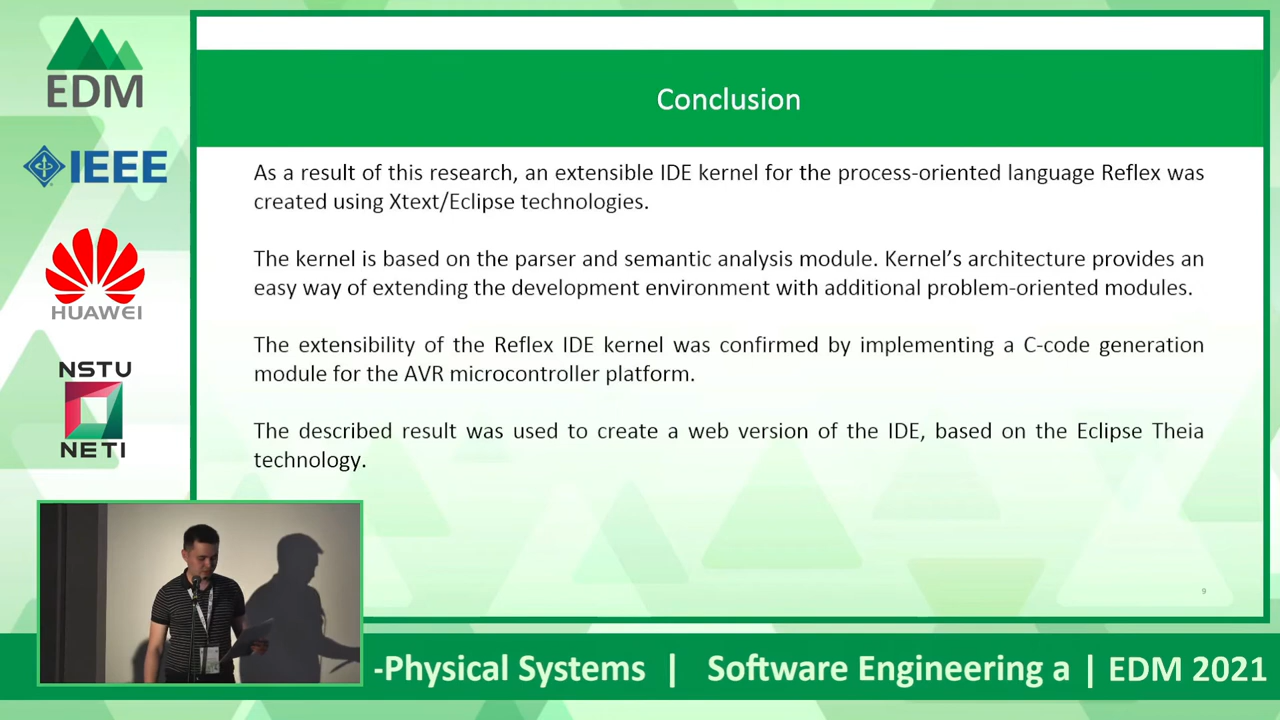 EDM
IEEE
HUAWEI
NSTU
NETI
Conclusion
As a result of this research, an extensible IDE kernel for the process-oriented language Reflex was
created using Xtext/Eclipse technologies.
The kernel is based on the parser and semantic analysis module. Kernel's architecture provides an
easy way of extending the development environment with additional problem-oriented modules.
The extensibility of the Reflex IDE kernel was confirmed by implementing a C-code generation
module for the AVR microcontroller platform.
The described result was used to create a web version of the IDE, based on the Eclipse Theia
technology.
9
-Physical Systems | Software Engineering a | EDM 2021